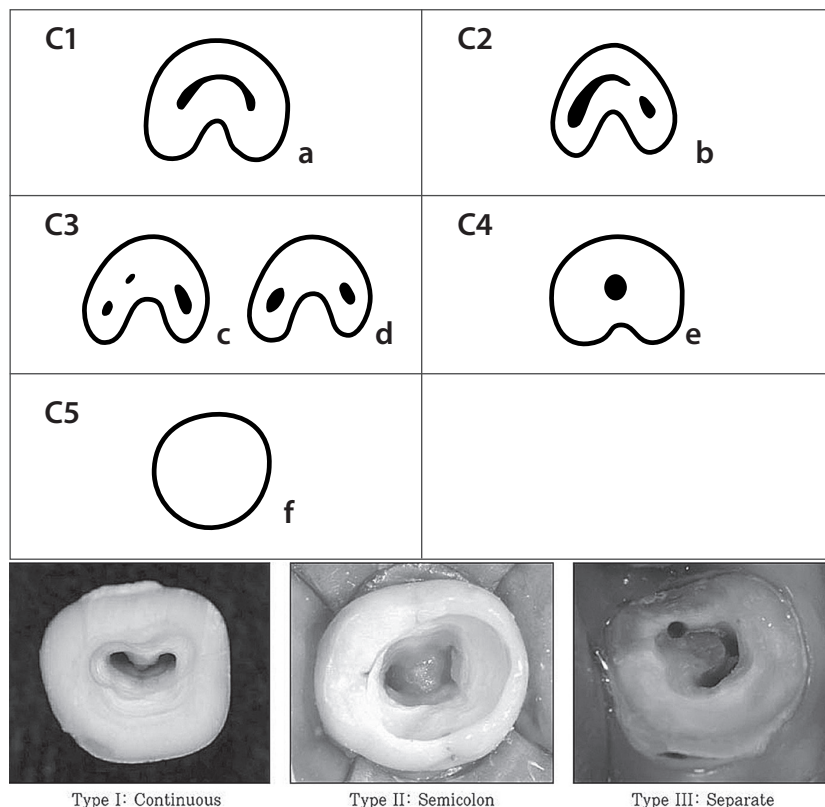 C1
a
C2
b
C3
c
d
C4
e
C5
f
Type I: Continuous
Type II: Semicolon
Type III: Separate